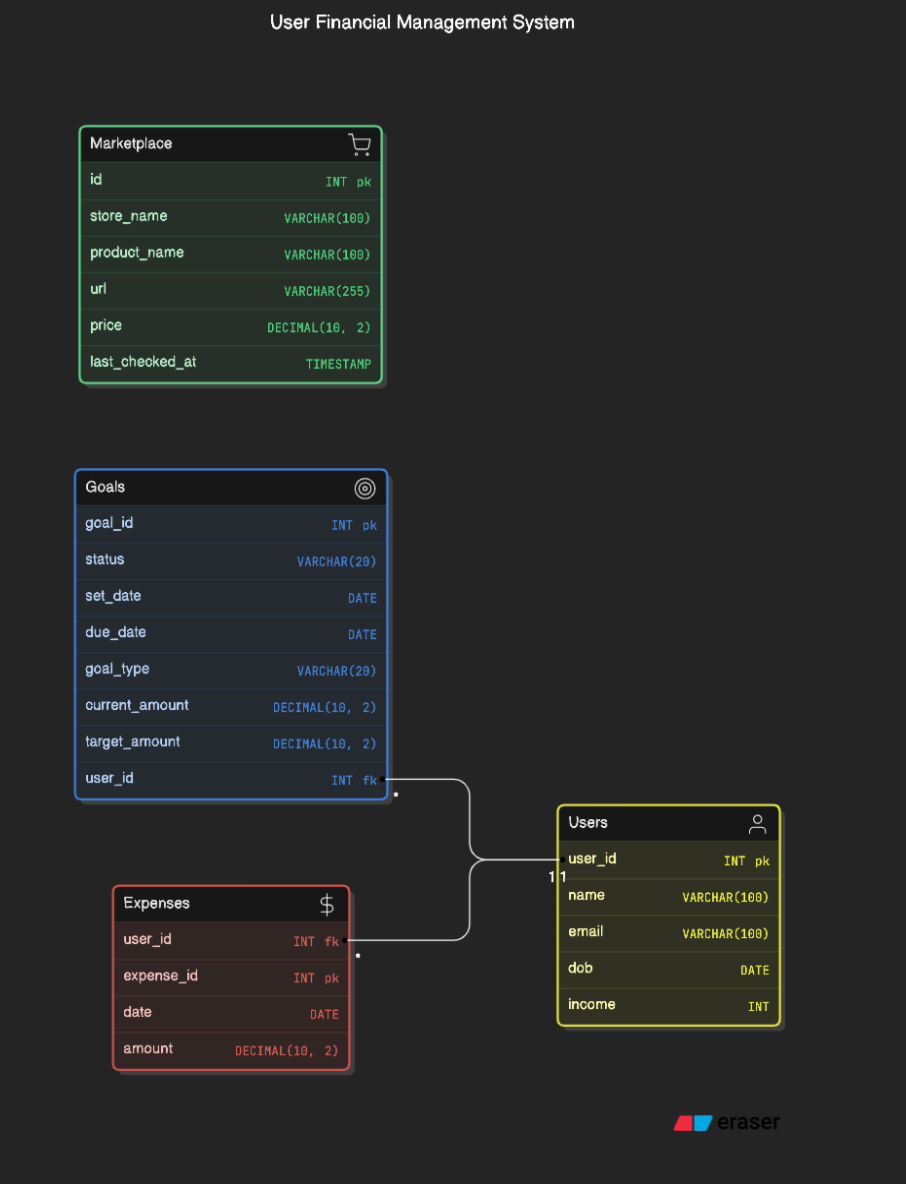 User Financial Management System
Marketplace
id INT pk
store_name VARCHAR(100)
product_name VARCHAR(100)
url VARCHAR(255)
price DECIMAL(10, 2)
last_checked_at TIMESTAMP
Goals
goal_id INT pk
status VARCHAR(20)
set_date DATE
due_date DATE
goal_type VARCHAR(20)
current_amount DECIMAL(10, 2)
target_amount DECIMAL(10, 2)
user_id INT fk
Users
user_id INT pk
1 1
name VARCHAR(100)
email VARCHAR(100)
dob DATE
income INT
Expenses
user_id INT fk
expense_id INT pk
date DATE
amount DECIMAL(10, 2)
eraser